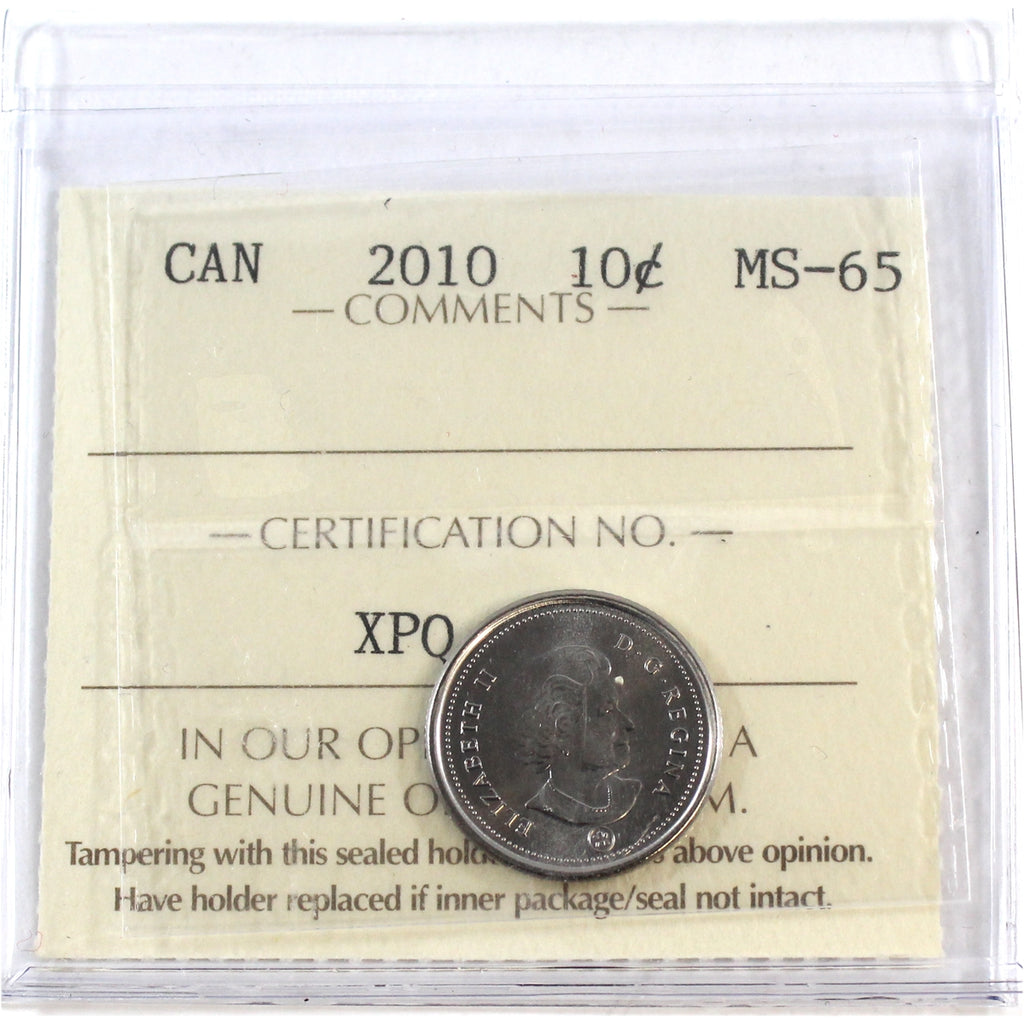 CAN 2010 10¢ MS-65
— COMMENTS —
— CERTIFICATION NO. —
XPQ
IN OUR OP A
GENUINE O M.
Tampering with this sealed hold s above opinion.
Have holder replaced if inner package/seal not intact.
ELIZABETH II D·G·REGINA